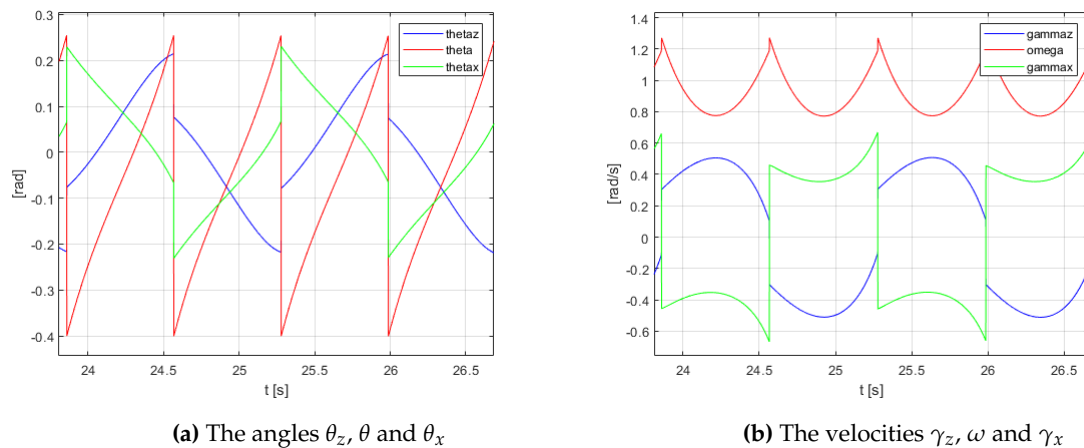 0.3
0.2
0.1
0
-0.1
-0.2
-0.3
-0.4
[rad]
24
24.5
25
25.5
26
26.5
t [s]
thetaz
theta
thetax
(a) The angles θz, θ and θx
1.4
1.2
1
0.8
0.6
0.4
0.2
0
-0.2
-0.4
-0.6
[rad/s]
24
24.5
25
25.5
26
26.5
t [s]
gammaz
omega
gammax
(b) The velocities γz, ω and γx